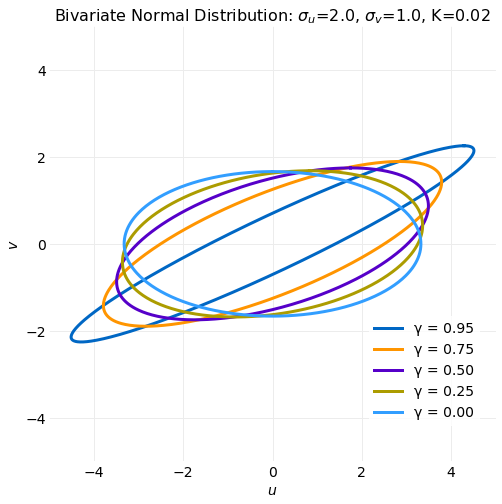 Bivariate Normal Distribution: σᵤ=2.0, σᵥ=1.0, K=0.02
4
2
0
−2
−4
v
−4
−2
0
2
4
u
γ = 0.95
γ = 0.75
γ = 0.50
γ = 0.25
γ = 0.00